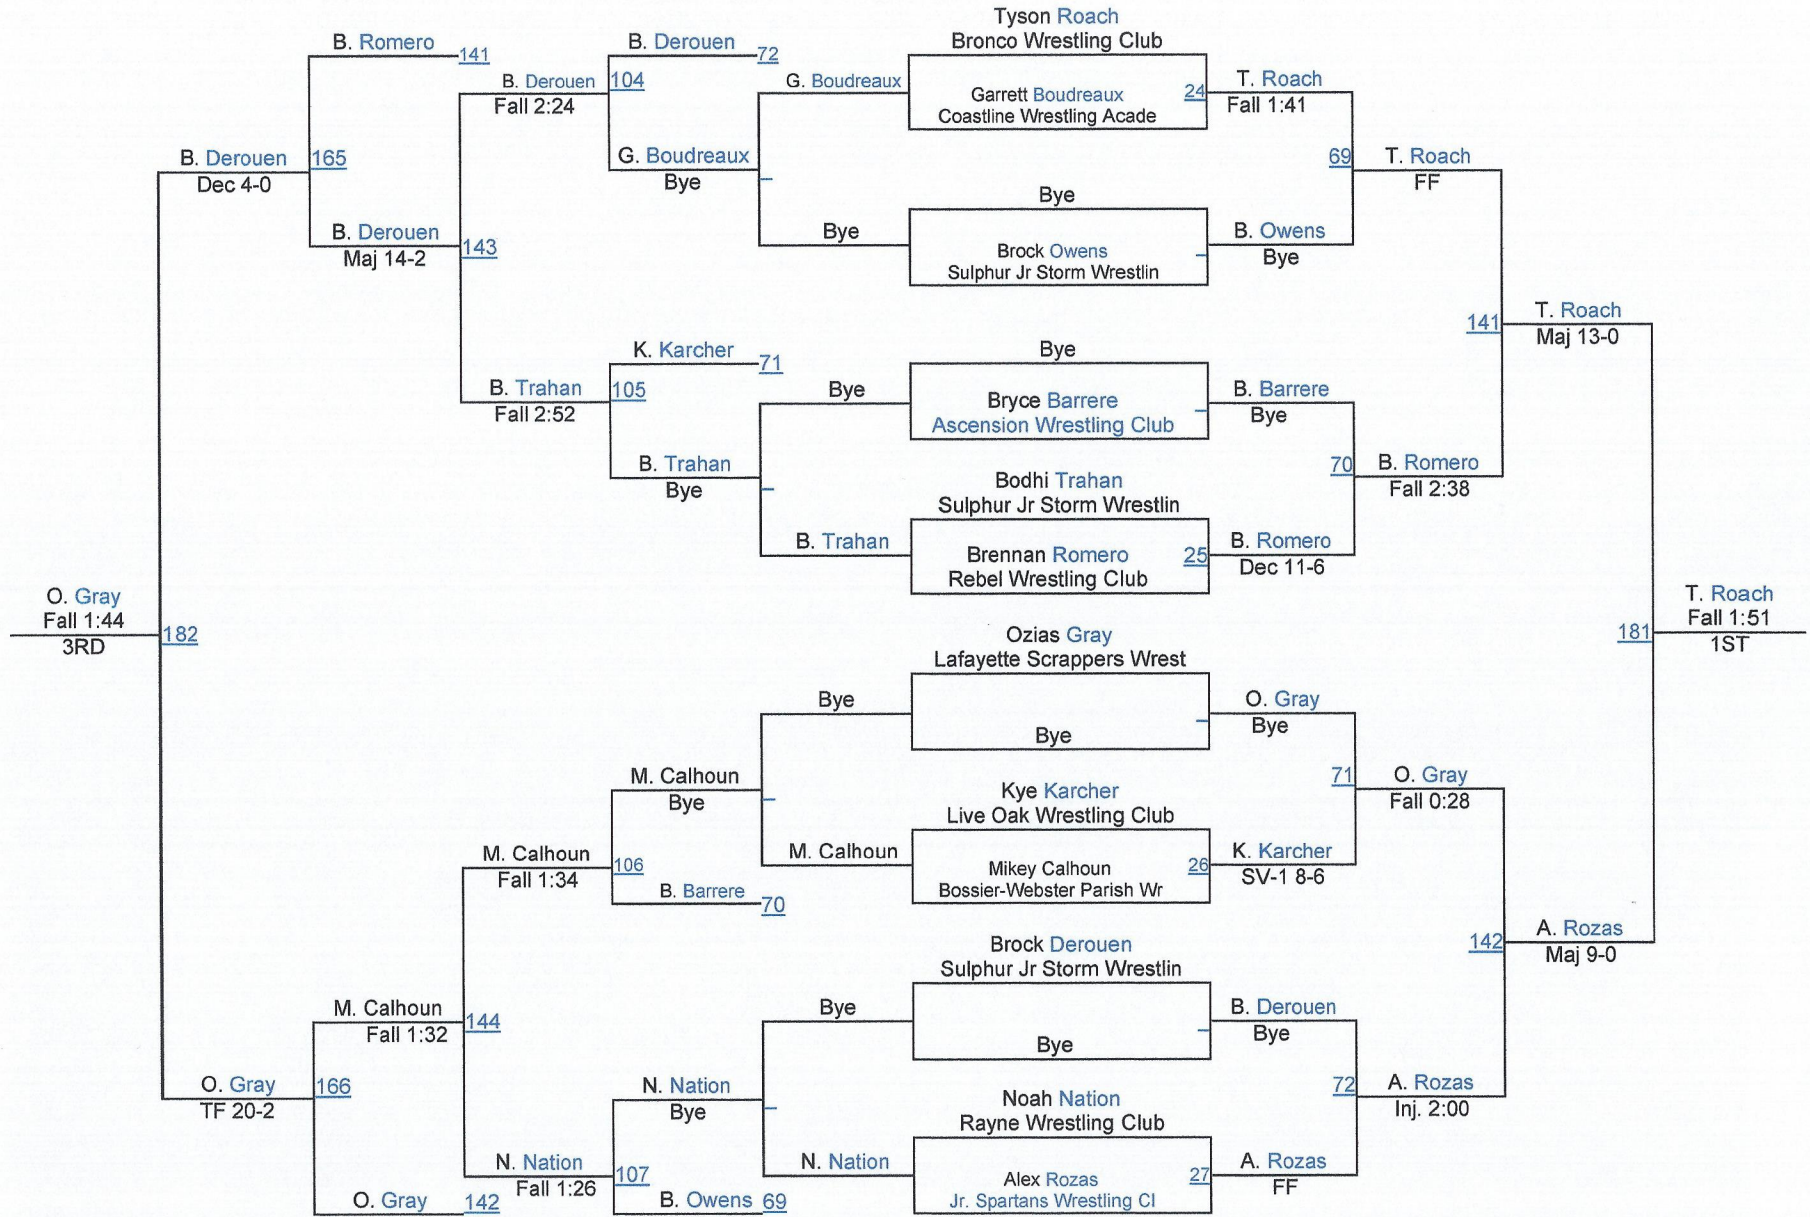 Tyson Roach
Bronco Wrestling Club
Garrett Boudreaux
Coastline Wrestling Acade
24
Bye
Brock Owens
Sulphur Jr Storm Wrestlin
Bye
Bryce Barrere
Ascension Wrestling Club
Bodhi Trahan
Sulphur Jr Storm Wrestlin
Brennan Romero
Rebel Wrestling Club
25
Ozias Gray
Lafayette Scrappers Wrest
Bye
Kye Karcher
Live Oak Wrestling Club
Mikey Calhoun
Bossier-Webster Parish Wr
26
Brock Derouen
Sulphur Jr Storm Wrestlin
Bye
Noah Nation
Rayne Wrestling Club
Alex Rozas
Jr. Spartans Wrestling Cl
27
T. Roach
Fall 1:41
B. Owens
Bye
B. Barrere
Bye
B. Romero
Dec 11-6
O. Gray
Bye
K. Karcher
SV-1 8-6
B. Derouen
Bye
A. Rozas
FF
69
T. Roach
FF
70
B. Romero
Fall 2:38
71
O. Gray
Fall 0:28
72
A. Rozas
Inj. 2:00
141
T. Roach
Maj 13-0
142
A. Rozas
Maj 9-0
181
T. Roach
Fall 1:51
1ST
G. Boudreaux
Bye
Bye
B. Trahan
Bye
M. Calhoun
Bye
N. Nation
B. Derouen
72
G. Boudreaux
Bye
K. Karcher
71
B. Trahan
Bye
M. Calhoun
Bye
B. Barrere
70
N. Nation
Bye
B. Owens
69
B. Derouen
Fall 2:24
104
B. Trahan
Fall 2:52
105
M. Calhoun
Fall 1:34
106
N. Nation
Fall 1:26
107
B. Romero
141
B. Derouen
Maj 14-2
143
M. Calhoun
Fall 1:32
144
O. Gray
142
B. Derouen
Dec 4-0
165
O. Gray
TF 20-2
166
O. Gray
Fall 1:44
3RD
182